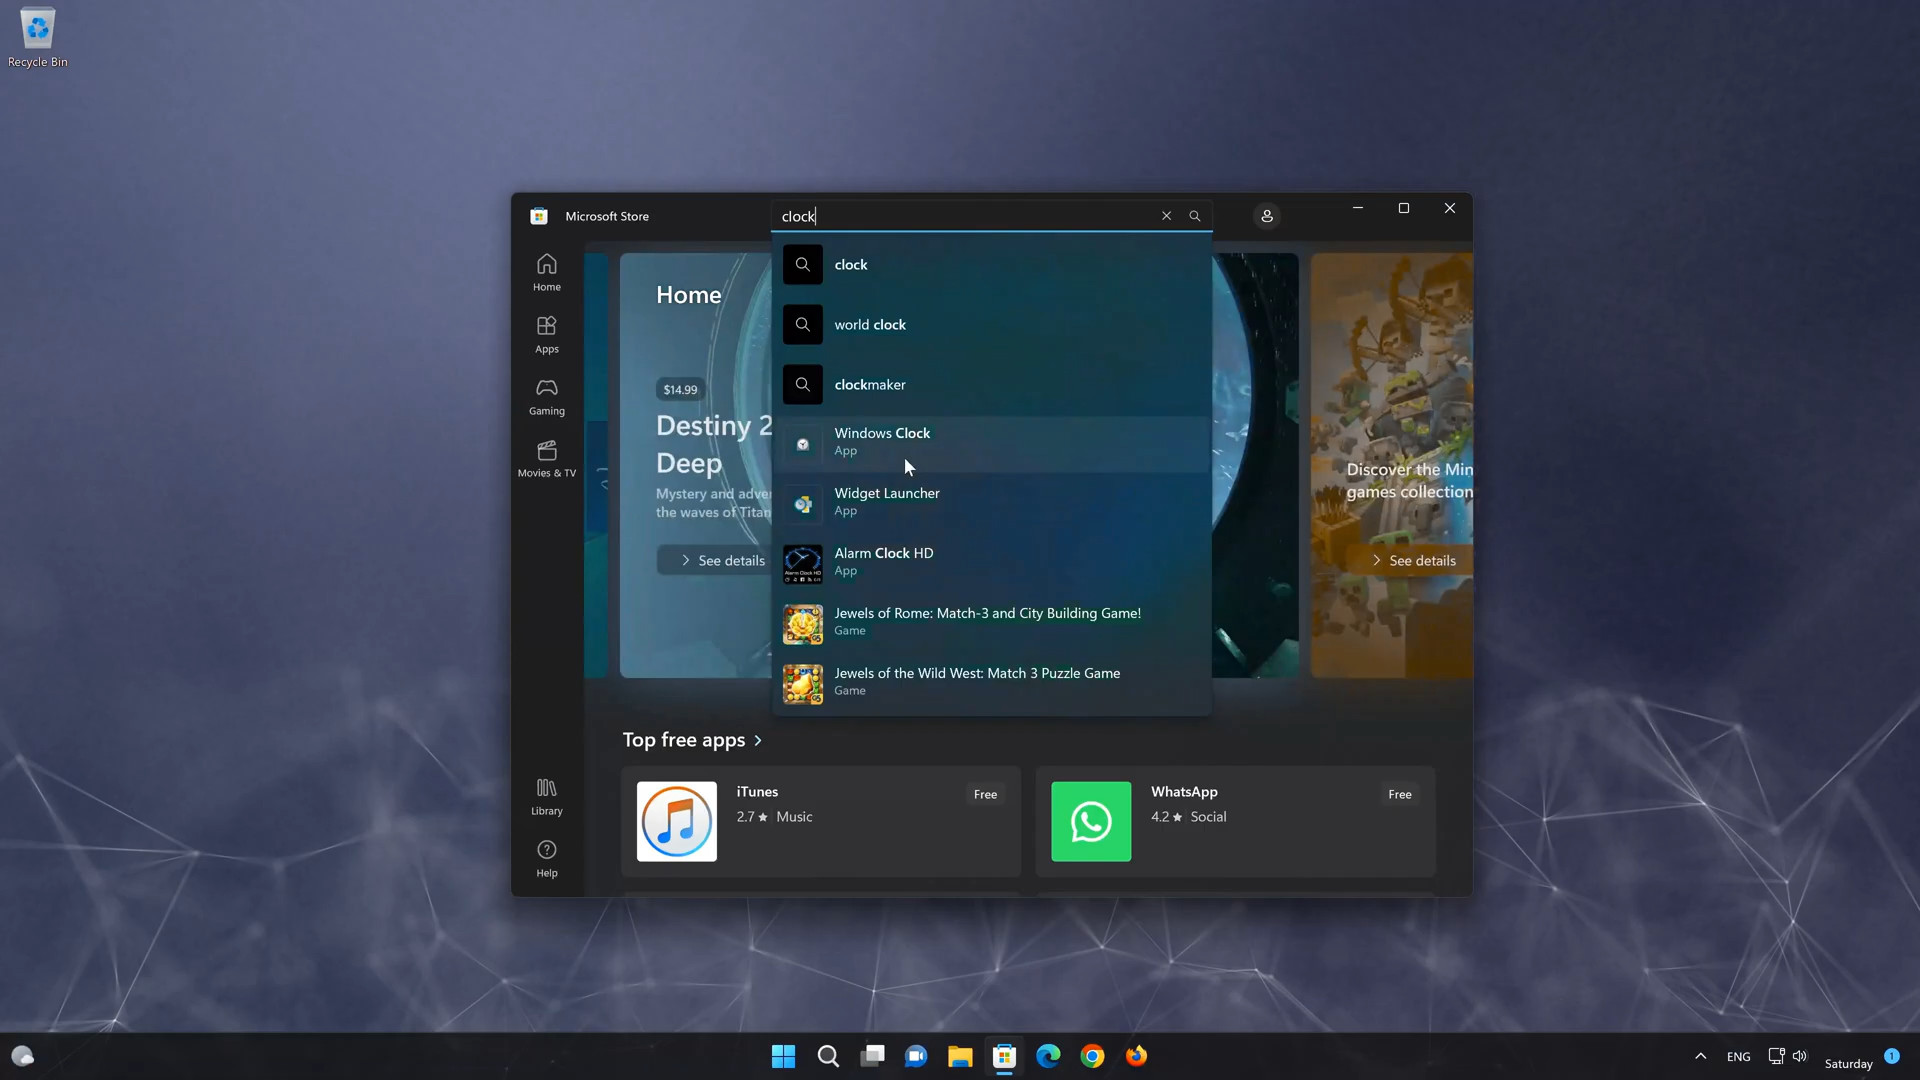 Recycle Bin
Microsoft Store
clock
Home
Apps
Gaming
Movies & TV
Library
Help
Home
$14.99
Destiny 2
Deep
Mystery and adve
the waves of Titan
See details
clock
world clock
clockmaker
Windows Clock
App
Widget Launcher
App
Alarm Clock HD
App
Jewels of Rome: Match-3 and City Building Game!
Game
Jewels of the Wild West: Match 3 Puzzle Game
Game
Discover the Min
games collection
See details
Top free apps
iTunes
Free
2.7 ★ Music
WhatsApp
Free
4.2 ★ Social
ENG
Saturday
1